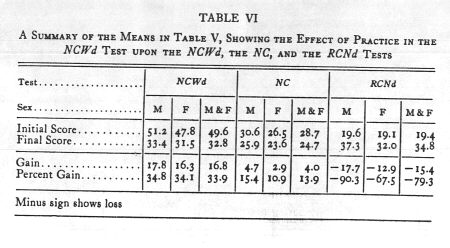 TABLE VI
A SUMMARY OF THE MEANS IN TABLE V, SHOWING THE EFFECT OF PRACTICE IN THE
NCWd TEST UPON THE NCWd, THE NC, AND THE RCNd TESTS
Test.................. NCWd NC RCNd
Sex................... M F M & F M F M & F M F M & F
Initial Score........... 51.2 47.8 49.6 30.6 26.5 28.7 19.6 19.1 19.4
Final Score............ 33.4 31.5 32.8 25.9 23.6 24.7 37.3 32.0 34.8
Gain.................. 17.8 16.3 16.8 4.7 2.9 4.0 −17.7 −12.9 −15.4
Percent Gain.......... 34.8 34.1 33.9 15.4 10.9 13.9 −90.3 −67.5 −79.3
Minus sign shows loss